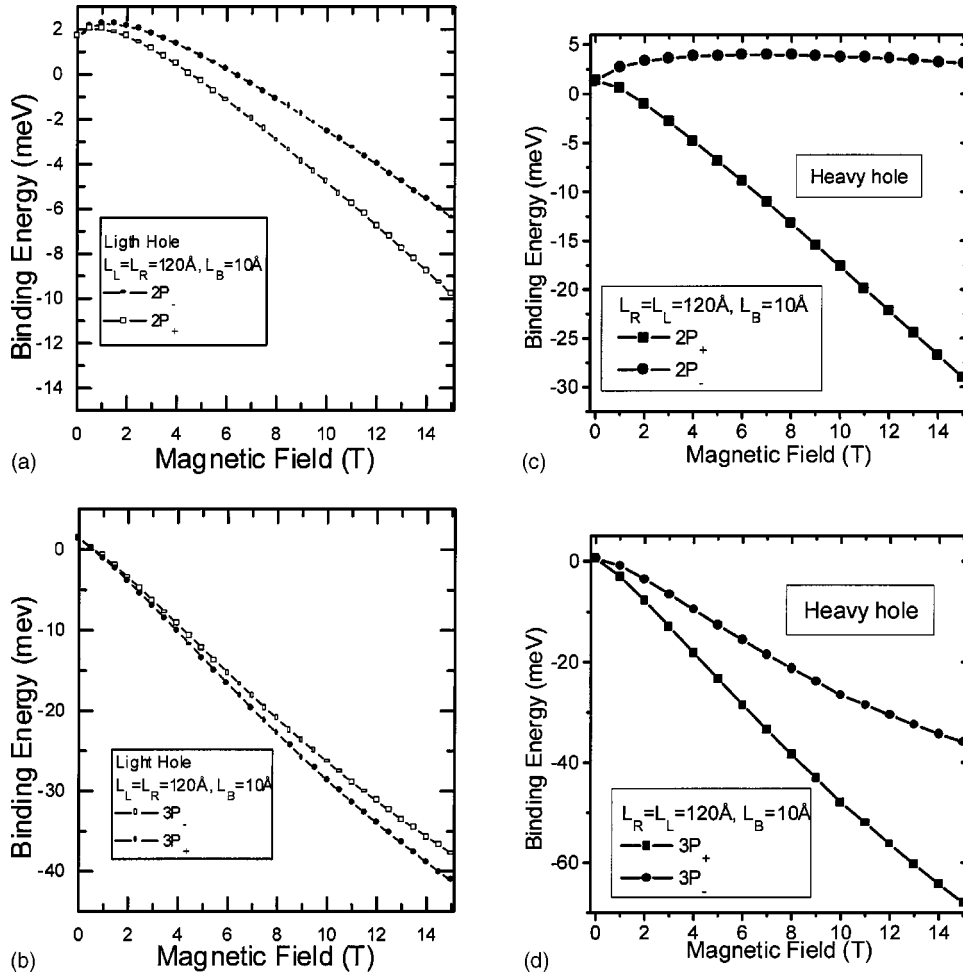 2
0
-2
-4
-6
-8
-10
-12
-14
Binding Energy (meV)
Ligth Hole
L_L=L_R=120Å, L_B=10Å
2P_-
2P_+
0 2 4 6 8 10 12 14
Magnetic Field (T)
(a)
5
0
-5
-10
-15
-20
-25
-30
Binding Energy (meV)
Heavy hole
L_R=L_L=120Å, L_B=10Å
2P_+
2P_-
0 2 4 6 8 10 12 14
Magnetic Field (T)
(c)
0
-10
-20
-30
-40
Binding Energy (mev)
Light Hole
L_L=L_R=120Å, L_B=10Å
3P_-
3P_+
0 2 4 6 8 10 12 14
Magnetic Field (T)
(b)
0
-20
-40
-60
Binding Energy (meV)
Heavy hole
L_R=L_L=120Å, L_B=10Å
3P_+
3P_-
0 2 4 6 8 10 12 14
Magnetic Field (T)
(d)